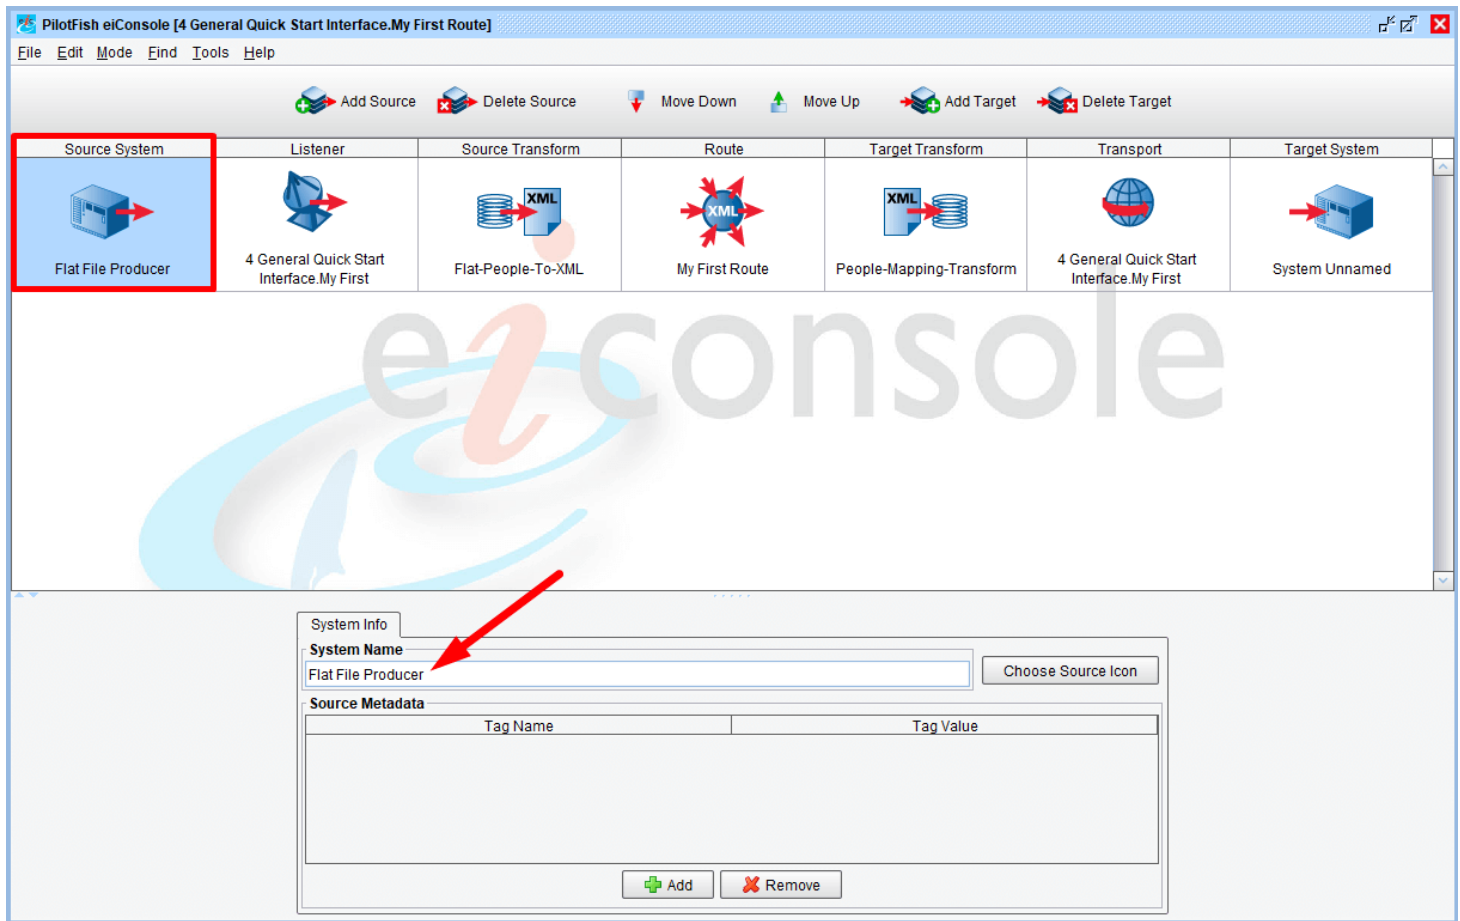 PilotFish eiConsole [4 General Quick Start Interface.My First Route]
File Edit Mode Find Tools Help
Add Source Delete Source Move Down Move Up Add Target Delete Target
Source System Listener Source Transform Route Target Transform Transport Target System
XML XML XML
Flat File Producer 4 General Quick Start Flat-People-To-XML My First Route People-Mapping-Transform 4 General Quick Start System Unnamed
Interface.My First Interface.My First
eiconsole
System Info
System Name
Flat File Producer Choose Source Icon
Source Metadata
Tag Name Tag Value
Add Remove